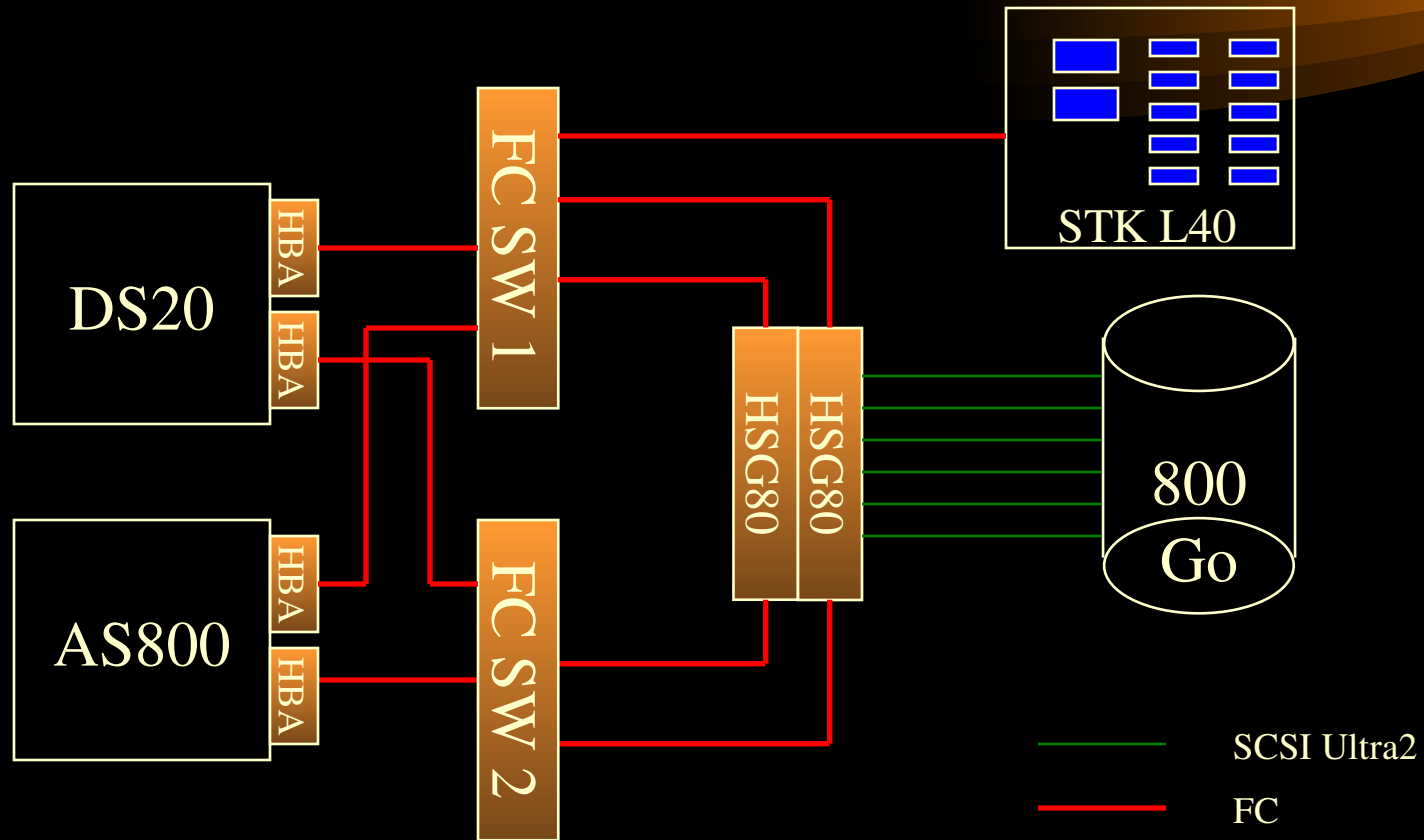 STK L40
DS20
HBA
HBA
FC SW 1
HSG80
HSG80
800
Go
AS800
HBA
HBA
FC SW 2
SCSI Ultra2
FC